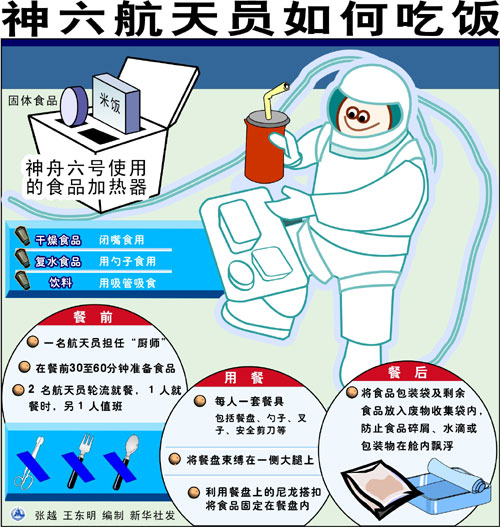 神六航天员如何吃饭
固体食品
米饭
神舟六号使用
的食品加热器
干燥食品 闭嘴食用
复水食品 用勺子食用
饮料 用吸管吸食
餐前
一名航天员担任“厨师”
在餐前30至60分钟准备食品
2 名航天员轮流就餐，1 人就
餐时，另 1 人值班
用餐
每人一套餐具
包括餐盘、勺子、叉
子、安全剪刀等
将餐盘束缚在一侧大腿上
利用餐盘上的尼龙搭扣
将食品固定在餐盘内
餐后
将食品包装袋及剩余
食品放入废物收集袋内，
防止食品碎屑、水滴或
包装物在舱内飘浮
张越 王东明 编制 新华社发